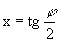 x = tg
2